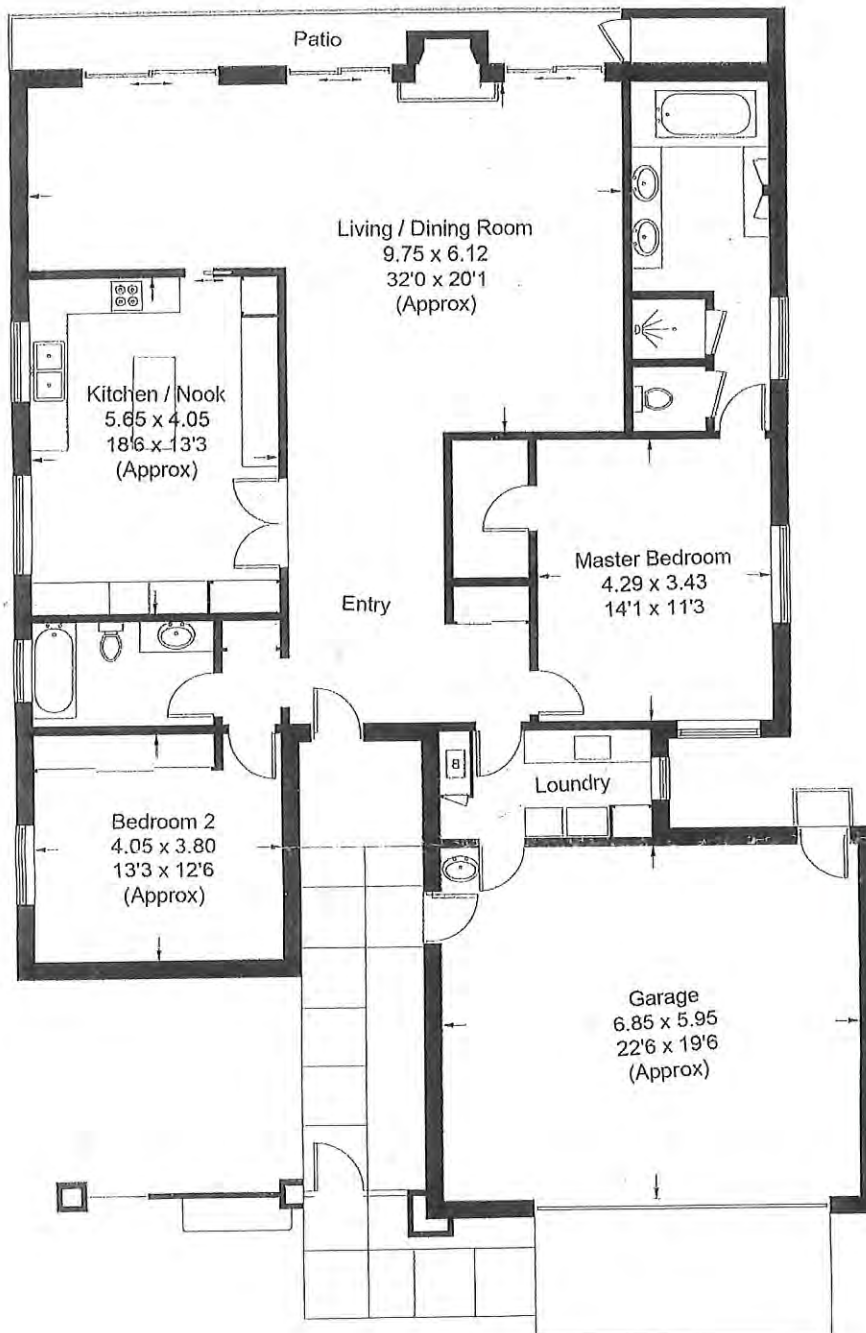 Patio
Living / Dining Room
9.75 x 6.12
32'0 x 20'1
(Approx)
Kitchen / Nook
5.65 x 4.05
18'6 x 13'3
(Approx)
Master Bedroom
4.29 x 3.43
14'1 x 11'3
Entry
B
Loundry
Bedroom 2
4.05 x 3.80
13'3 x 12'6
(Approx)
Garage
6.85 x 5.95
22'6 x 19'6
(Approx)